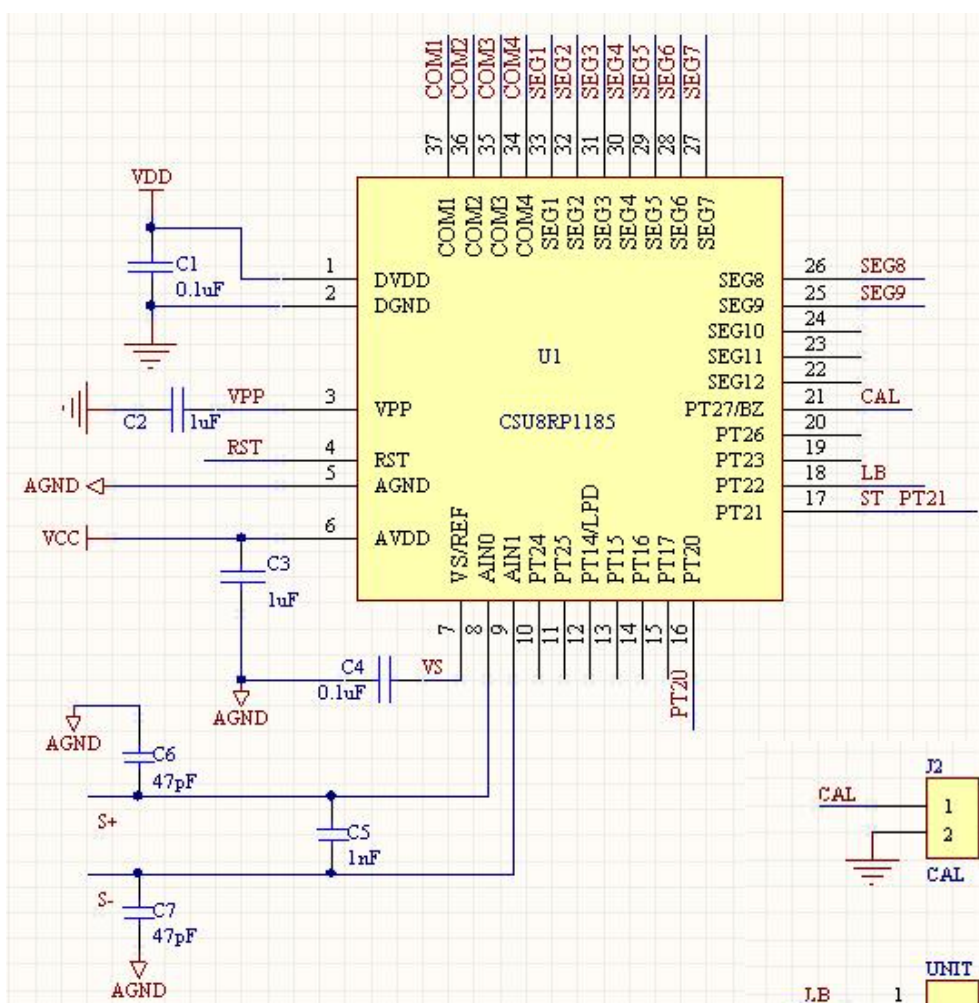 COM1 COM2 COM3 COM4 SEG1 SEG2 SEG3 SEG4 SEG5 SEG6 SEG7
37 36 35 34 33 32 31 30 29 28 27
COM1 COM2 COM3 COM4 SEG1 SEG2 SEG3 SEG4 SEG5 SEG6 SEG7
VDD
C1
0.1uF
1 DVDD
2 DGND
C2 1uF VPP 3 VPP
RST 4 RST
AGND 5 AGND
VCC 6 AVDD
U1
CSU8RP1185
SEG8 26 SEG8
SEG9 25 SEG9
SEG10 24
SEG11 23
SEG12 22
PT27/BZ 21 CAL
PT26 20
PT23 19
PT22 18 LB
PT21 17 ST PT21
VS/REF AIN0 AIN1 PT24 PT25 PT14/LPD PT15 PT16 PT17 PT20
7 8 9 10 11 12 13 14 15 16
PT20
C3
1uF
C4
0.1uF
VS
AGND
AGND
C6
47pF
S+
C5
1nF
S-
C7
47pF
AGND
J2
CAL 1
2
CAL
UNIT
LB 1